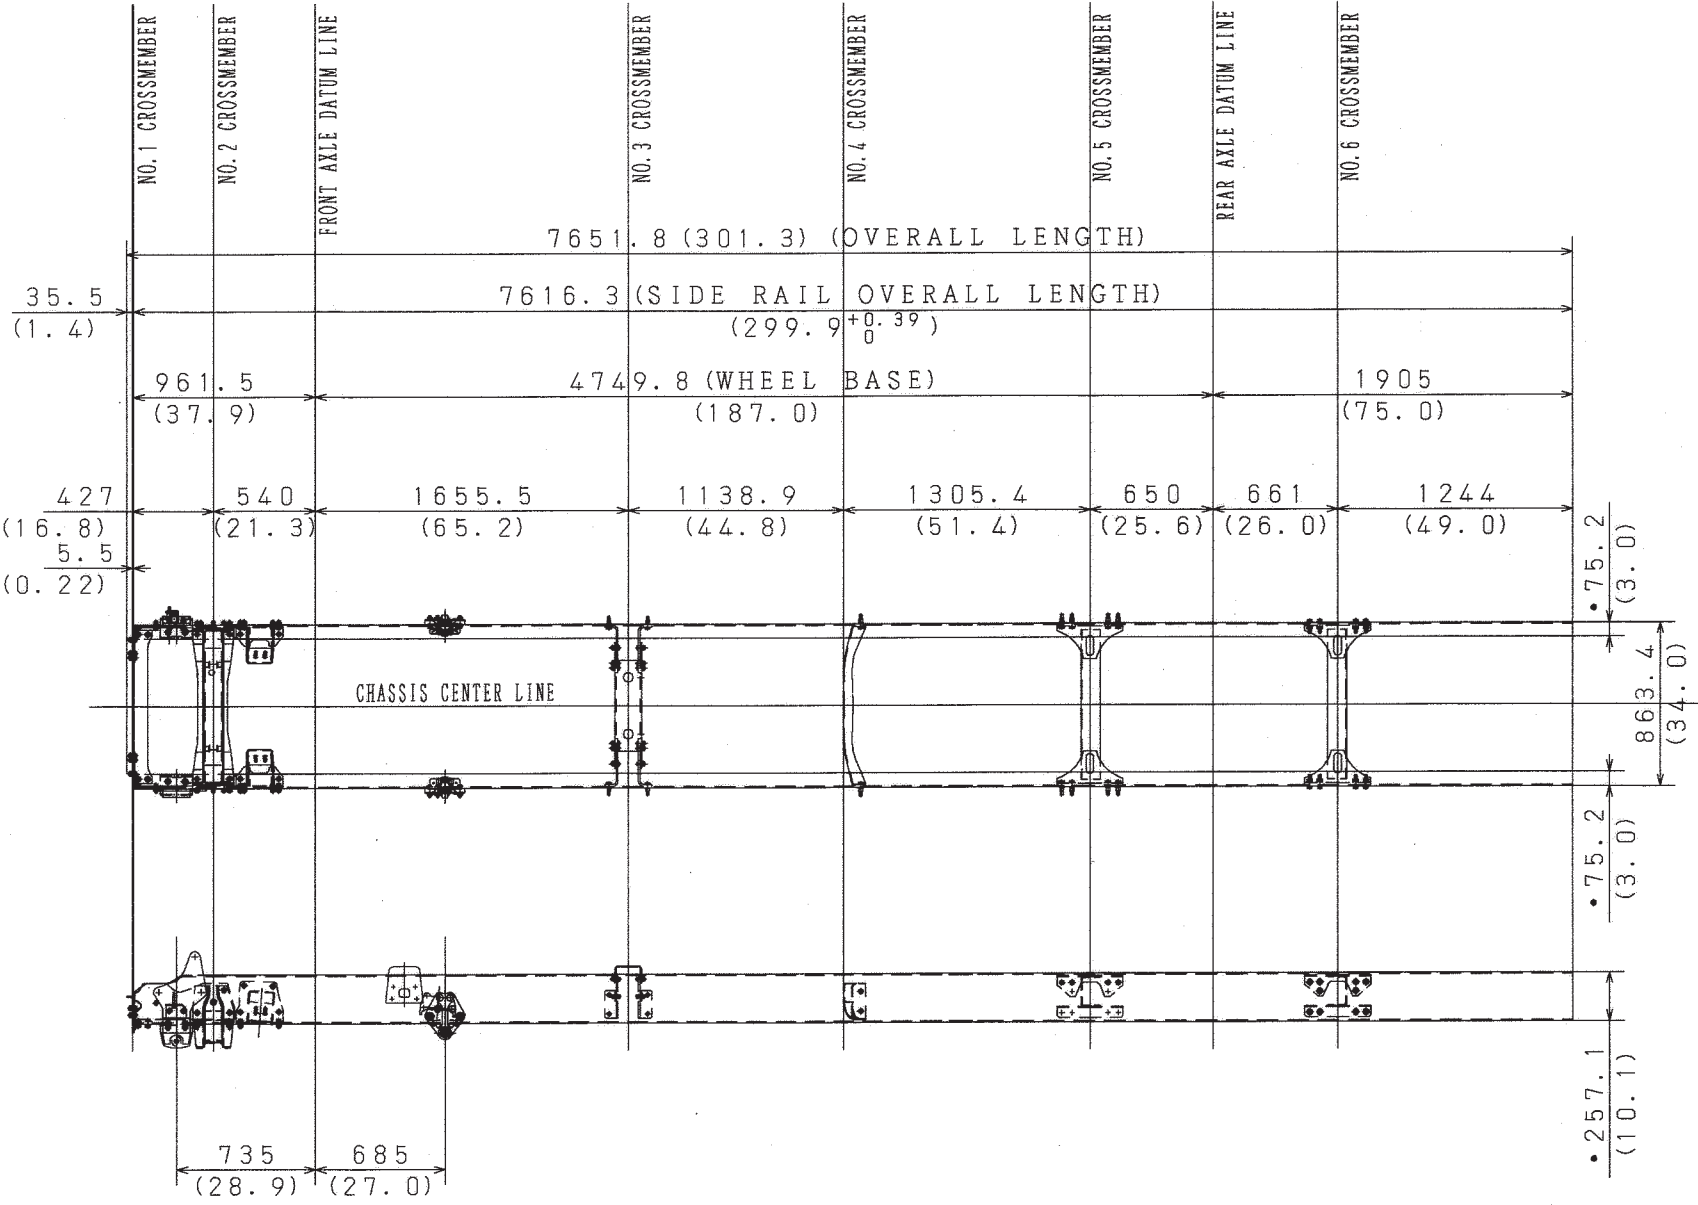 NO.1 CROSSMEMBER
NO.2 CROSSMEMBER
FRONT AXLE DATUM LINE
NO.3 CROSSMEMBER
NO.4 CROSSMEMBER
NO.5 CROSSMEMBER
REAR AXLE DATUM LINE
NO.6 CROSSMEMBER
7651.8 (301.3) (OVERALL LENGTH)
35.5
(1.4)
7616.3 (SIDE RAIL OVERALL LENGTH)
(299.9 +0.39 0)
961.5
(37.9)
4749.8 (WHEEL BASE)
(187.0)
1905
(75.0)
427
(16.8)
540
(21.3)
1655.5
(65.2)
1138.9
(44.8)
1305.4
(51.4)
650
(25.6)
661
(26.0)
1244
(49.0)
5.5
(0.22)
•75.2
(3.0)
863.4
(34.0)
CHASSIS CENTER LINE
•75.2
(3.0)
•257.1
(10.1)
735
(28.9)
685
(27.0)